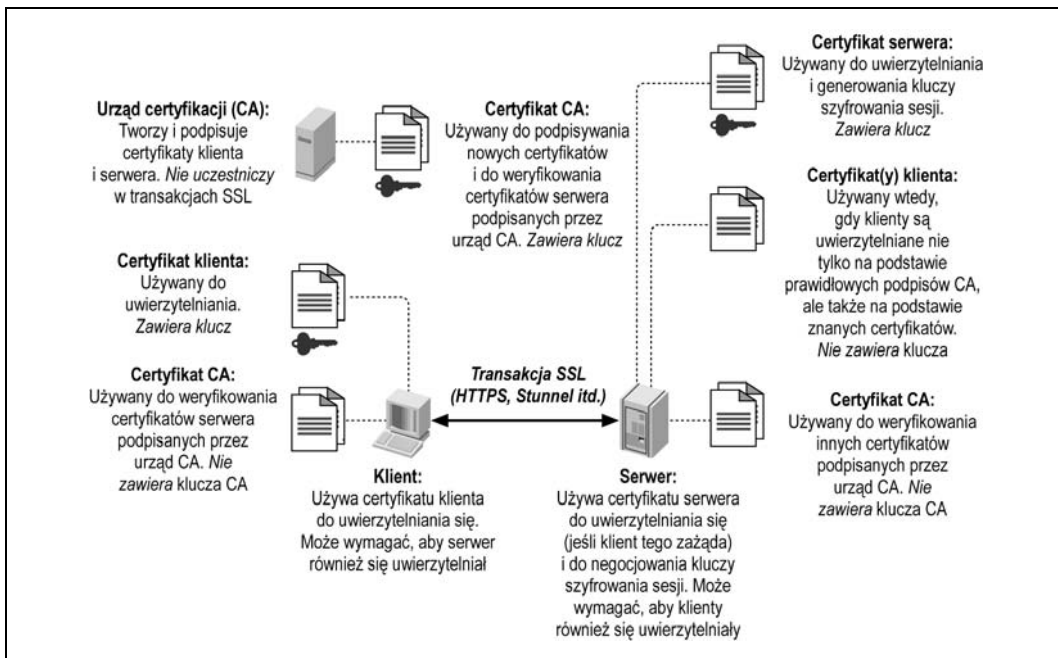 Urząd certyfikacji (CA):
Tworzy i podpisuje
certyfikaty klienta
i serwera. Nie uczestniczy
w transakcjach SSL
Certyfikat CA:
Używany do podpisywania
nowych certyfikatów
i do weryfikowania
certyfikatów serwera
podpisanych przez
urząd CA. Zawiera klucz
Certyfikat serwera:
Używany do uwierzytelniania
i generowania kluczy
szyfrowania sesji.
Zawiera klucz
Certyfikat(y) klienta:
Używany wtedy,
gdy klienty są
uwierzytelniane nie
tylko na podstawie
prawidłowych podpisów CA,
ale także na podstawie
znanych certyfikatów.
Nie zawiera klucza
Certyfikat klienta:
Używany do
uwierzytelniania.
Zawiera klucz
Certyfikat CA:
Używany do weryfikowania
certyfikatów serwera
podpisanych przez
urząd CA. Nie
zawiera klucza CA
Transakcja SSL
(HTTPS, Stunnel itd.)
Certyfikat CA:
Używany do weryfikowania
innych certyfikatów
podpisanych przez
urząd CA. Nie
zawiera klucza CA
Klient:
Używa certyfikatu klienta
do uwierzytelniania się.
Może wymagać, aby serwer
również się uwierzytelniał
Serwer:
Używa certyfikatu serwera
do uwierzytelniania się
(jeśli klient tego zażąda)
i do negocjowania kluczy
szyfrowania sesji. Może
wymagać, aby klienty
również się uwierzytelniały